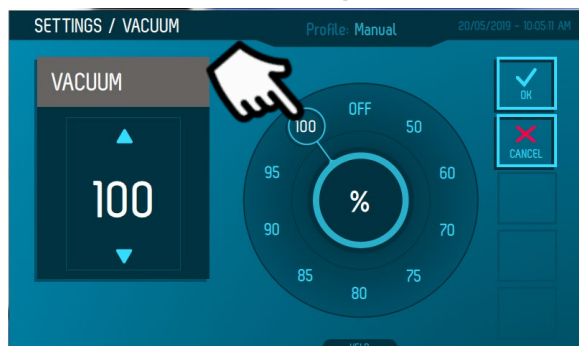 SETTINGS / VACUUM
Profile: Manual
20/05/2019 - 10:05:11 AM
VACUUM
100
OFF
50
60
70
75
80
85
90
95
100
%
OK
CANCEL
HELP